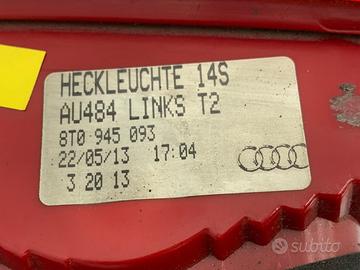 HECKLEUCHTE 14S
AU484 LINKS T2
8T0 945 093
22/05/13 17:04
3 20 13
subito